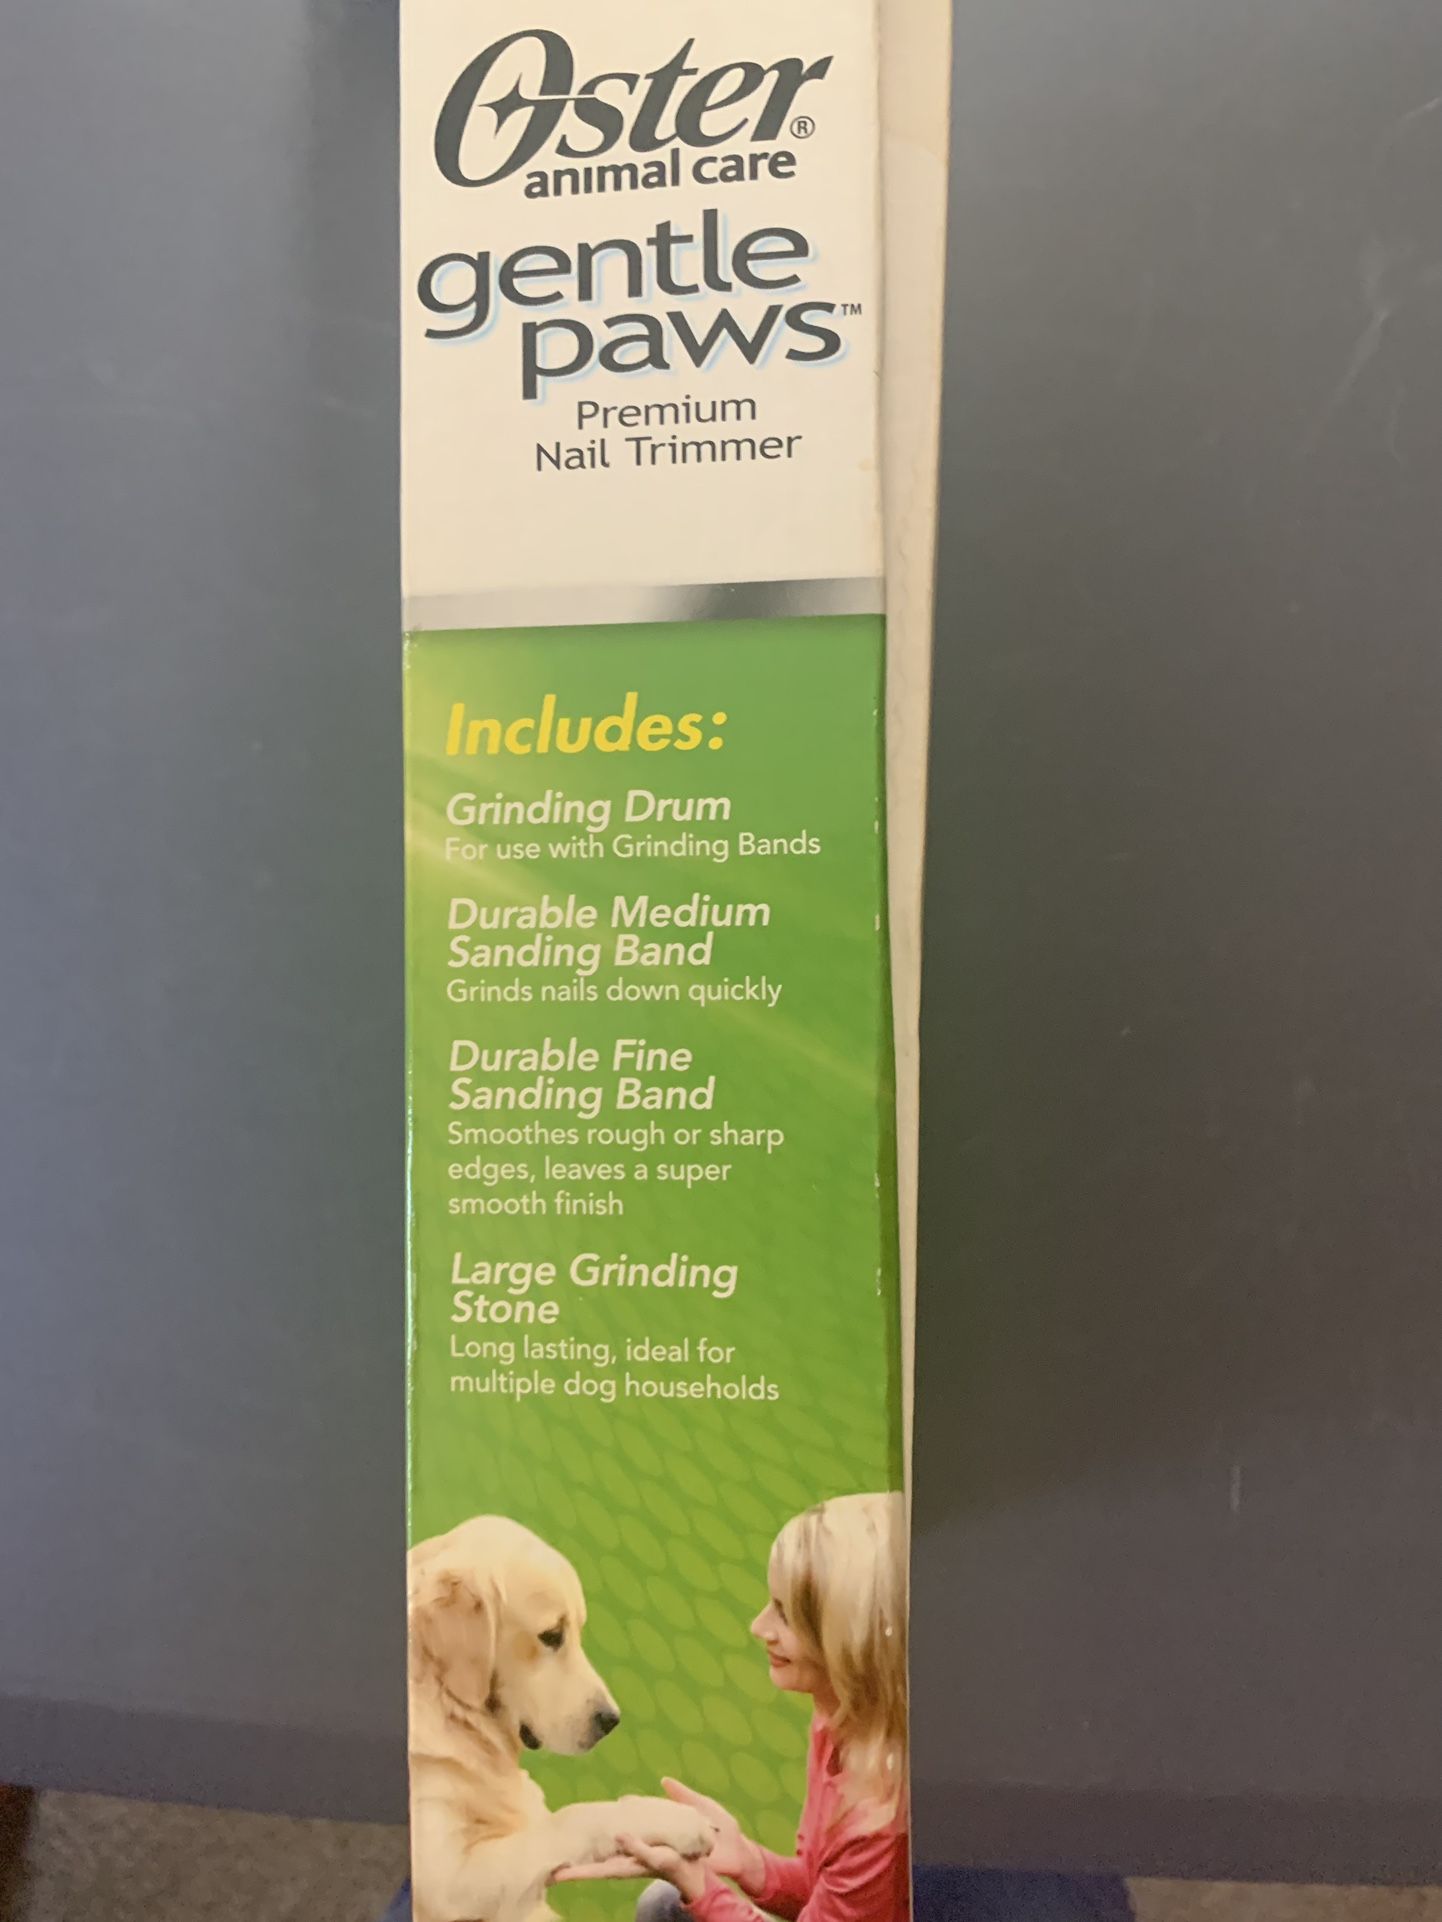 Oster®
animal care
gentle
paws™
Premium
Nail Trimmer
Includes:
Grinding Drum
For use with Grinding Bands
Durable Medium
Sanding Band
Grinds nails down quickly
Durable Fine
Sanding Band
Smoothes rough or sharp
edges, leaves a super
smooth finish
Large Grinding
Stone
Long lasting, ideal for
multiple dog households